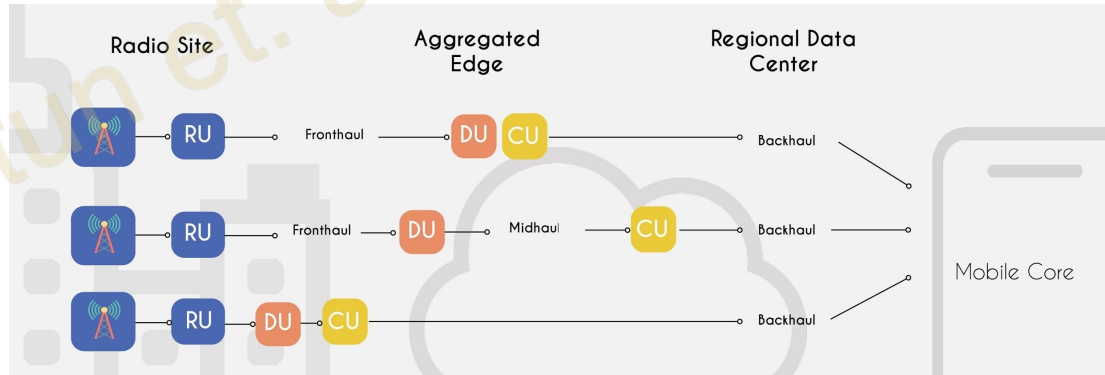 Radio Site
Aggregated
Edge
Regional Data
Center
RU
Fronthaul
DU
CU
Backhaul
RU
Fronthaul
DU
Midhaul
CU
Backhaul
Mobile Core
RU
DU
CU
Backhaul